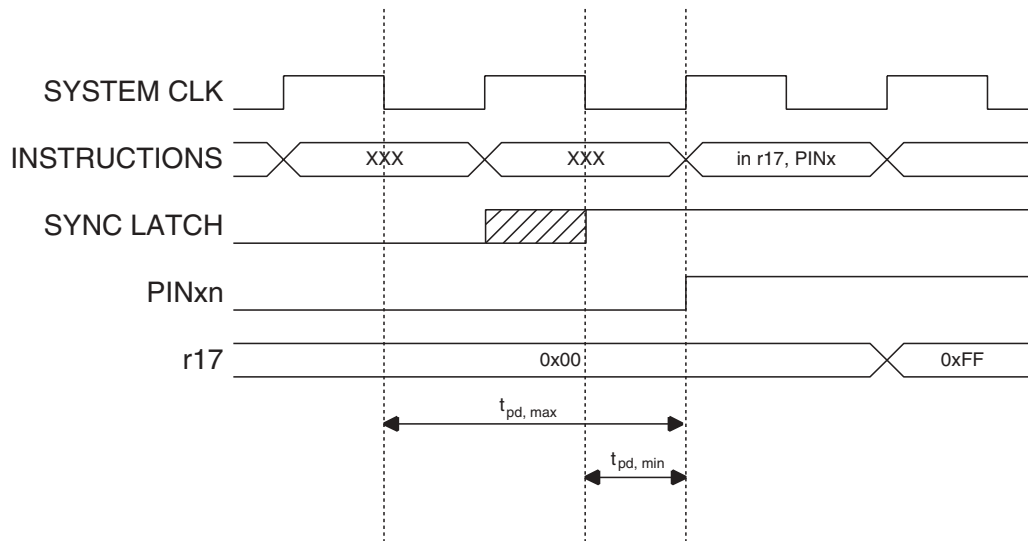 SYSTEM CLK
INSTRUCTIONS XXX XXX in r17, PINx
SYNC LATCH
PINxn
r17 0x00 0xFF
tpd, max
tpd, min